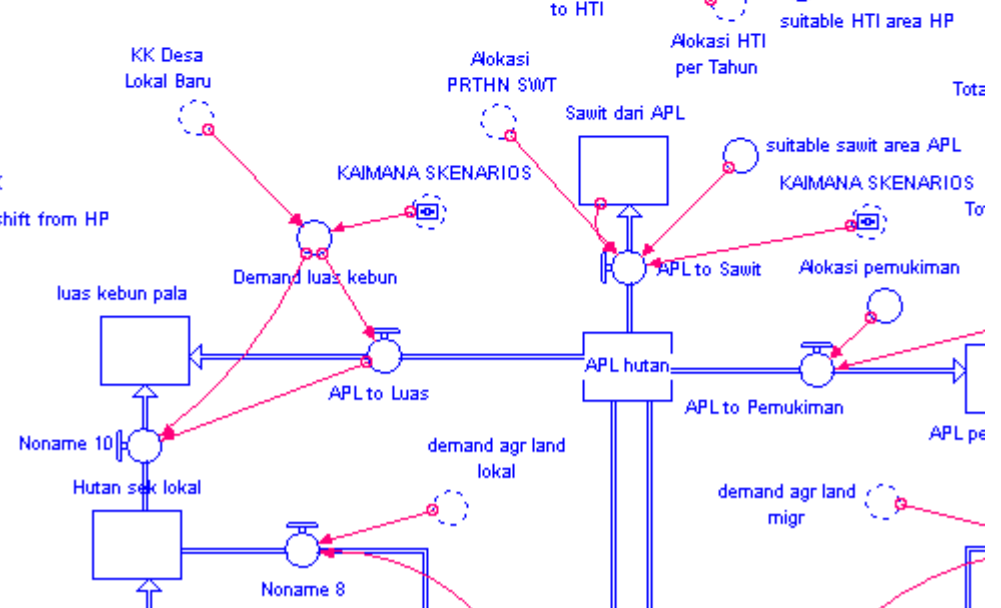 to HTI
suitable HTI area HP
Alokasi HTI
per Tahun
KK Desa
Lokal Baru
Alokasi
PRTHN SWT
Tota
Sawit dari APL
suitable sawit area APL
KAIMANA SKENARIOS
KAIMANA SKENARIOS
To
shift from HP
Demand luas kebun
APL to Sawit
Alokasi pemukiman
luas kebun pala
APL hutan
APL to Luas
APL to Pemukiman
APL pe
Noname 10
demand agr land
lokal
Hutan sek lokal
demand agr land
migr
Noname 8